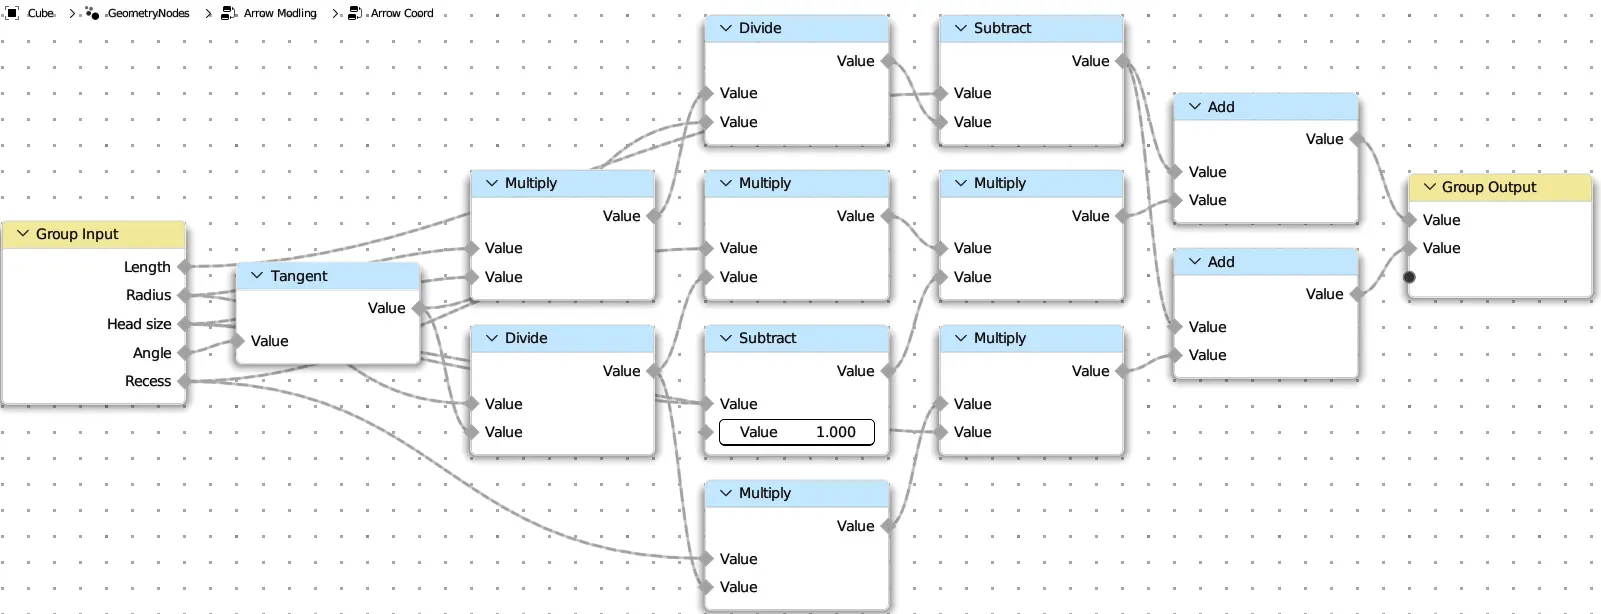 Cube > GeometryNodes > Arrow Modling > Arrow Coord
Group Input
Length
Radius
Head size
Angle
Recess
Tangent
Value
Value
Multiply
Value
Value
Value
Divide
Value
Value
Value
Divide
Value
Value
Value
Multiply
Value
Value
Value
Subtract
Value
Value
Value 1.000
Multiply
Value
Value
Value
Subtract
Value
Value
Value
Multiply
Value
Value
Value
Multiply
Value
Value
Value
Add
Value
Value
Value
Add
Value
Value
Value
Group Output
Value
Value